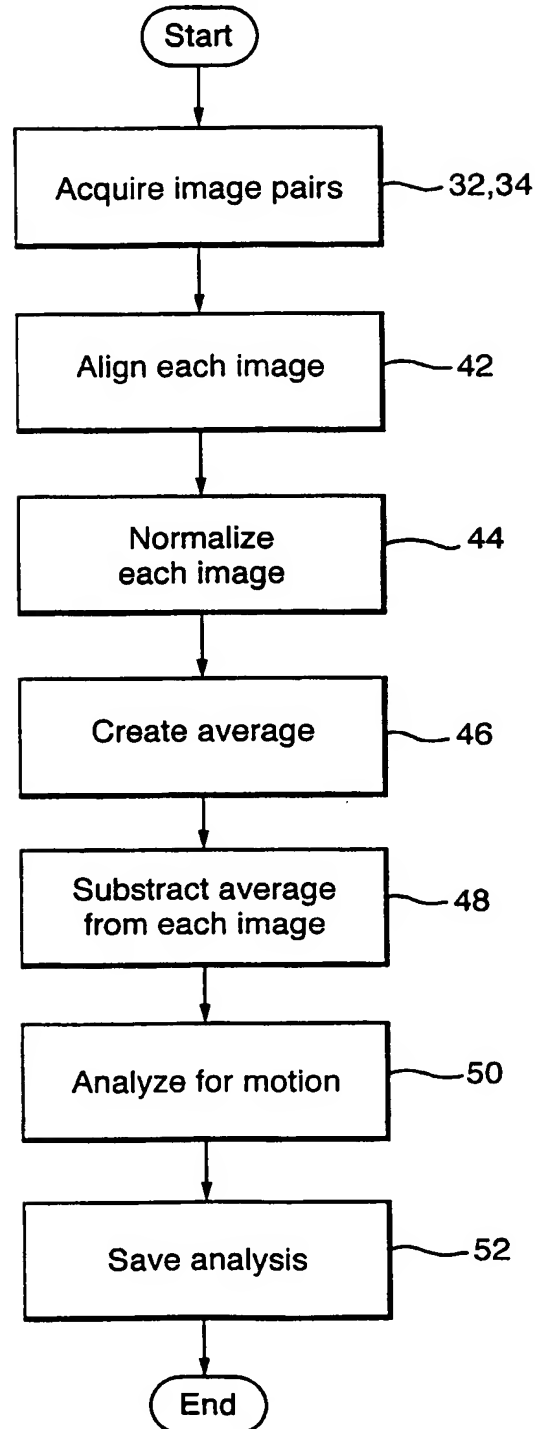 Start
Acquire image pairs
32,34
Align each image
42
Normalize
each image
44
Create average
46
Substract average
from each image
48
Analyze for motion
50
Save analysis
52
End